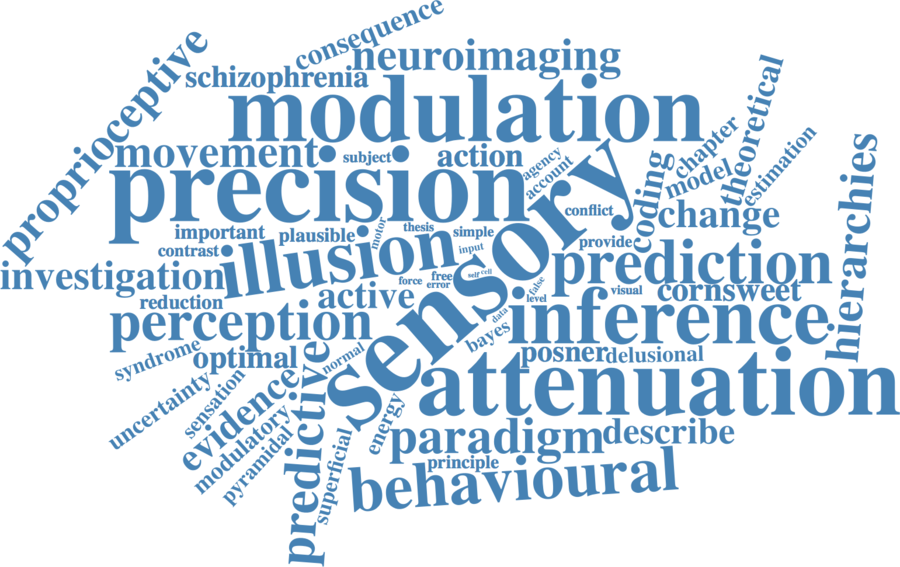 consequence
neuroimaging
schizophrenia
proprioceptive
modulation
theoretical
movement
subject
action
agency
account
chapter
model
estimation
precision
sensory
conflict
coding
change
hierarchies
important
plausible
motor
thesis
simple
contrast
illusion
input
provide
prediction
investigation
force
free
error
self
cell
false
visual
cornsweet
reduction
active
level
data
perception
inference
bayes
syndrome
optimal
normal
posner
delusional
uncertainty
sensation
evidence
predictive
attenuation
modulatory
pyramidal
superficial
energy
paradigm
describe
principle
behavioural